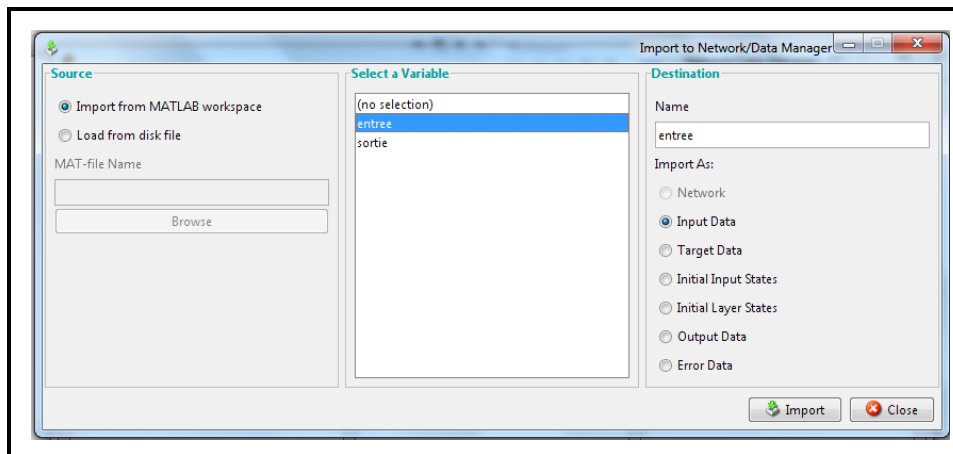 Import to Network/Data Manager
Source
Import from MATLAB workspace
Load from disk file
MAT-file Name
Browse
Select a Variable
(no selection)
entree
sortie
Destination
Name
entree
Import As:
Network
Input Data
Target Data
Initial Input States
Initial Layer States
Output Data
Error Data
Import
Close